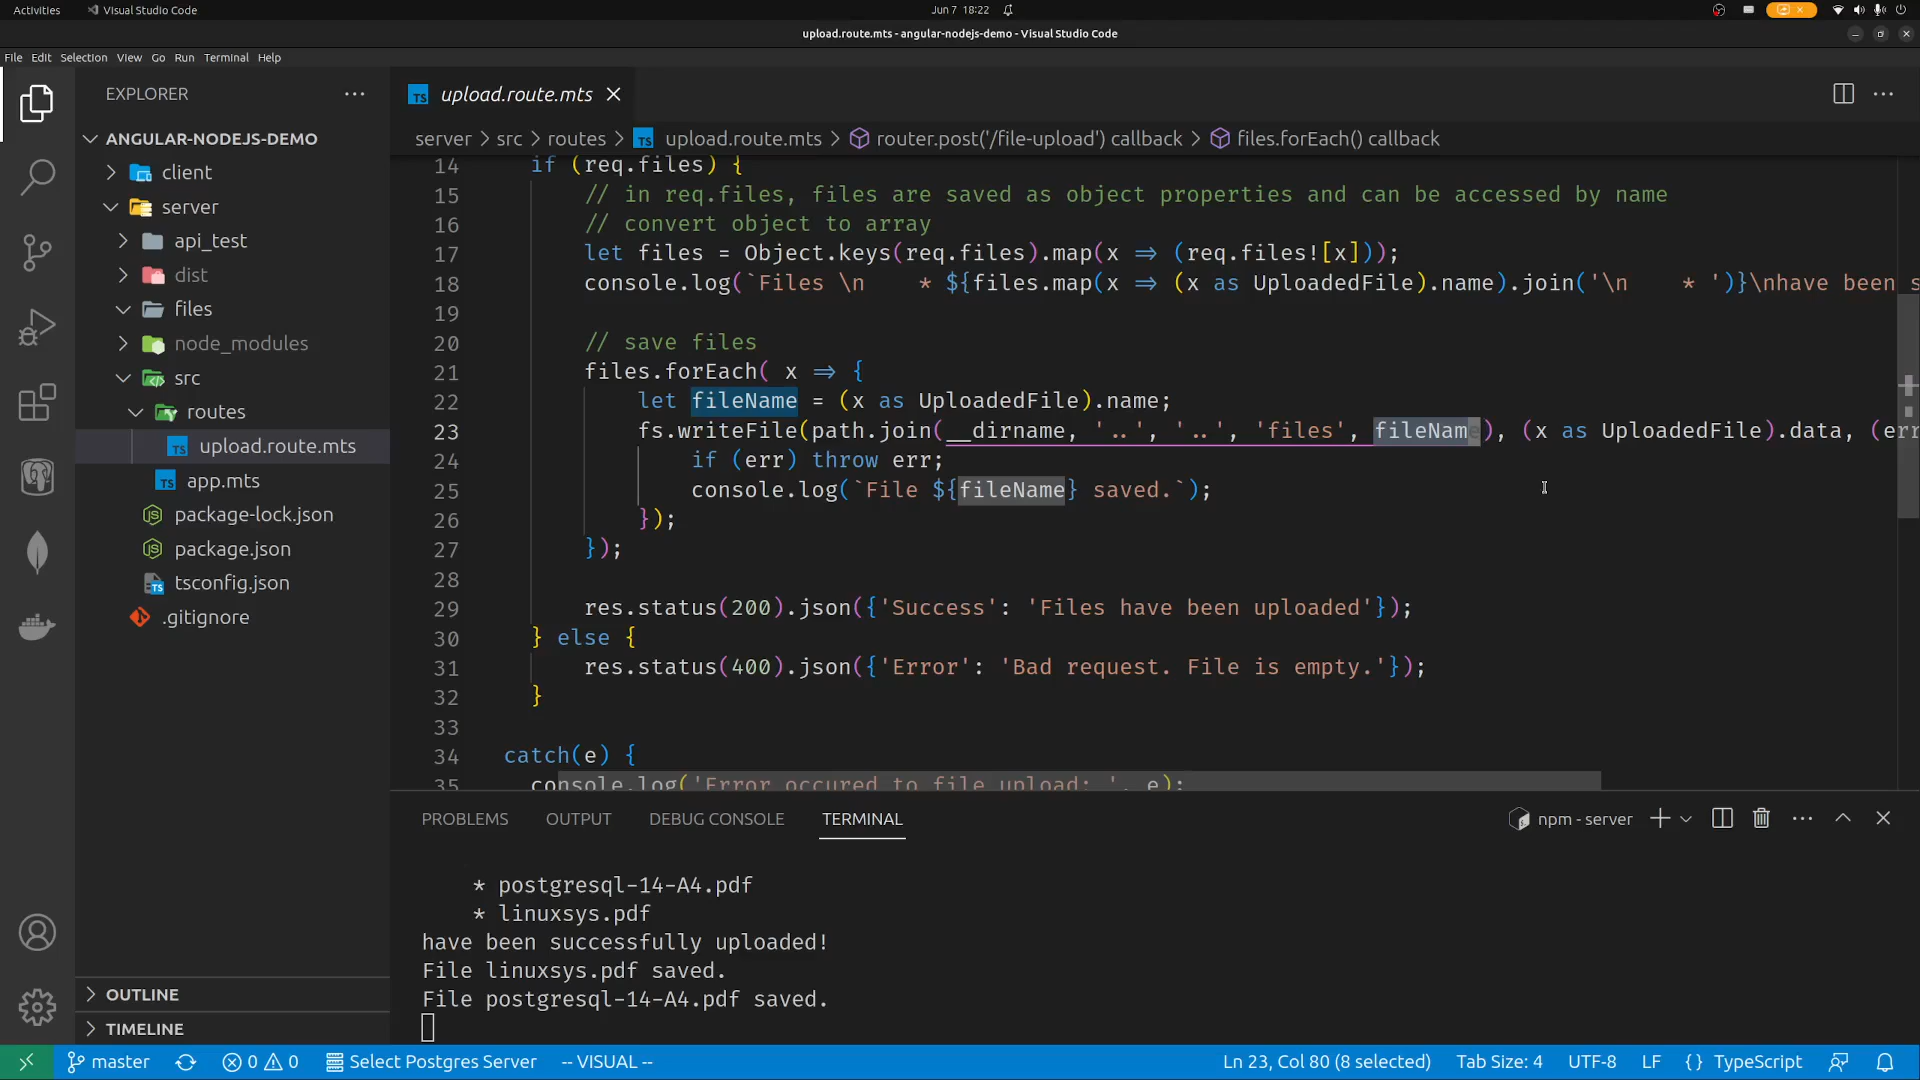 Activities
Visual Studio Code
Jun 7 18:22
upload.route.mts - angular-nodejs-demo - Visual Studio Code
File Edit Selection View Go Run Terminal Help
EXPLORER
ANGULAR-NODEJS-DEMO
client
server
api_test
dist
files
node_modules
src
routes
upload.route.mts
app.mts
package-lock.json
package.json
tsconfig.json
.gitignore
OUTLINE
TIMELINE
TS upload.route.mts
server > src > routes > TS upload.route.mts > router.post('/file-upload') callback > files.forEach() callback
14 if (req.files) {
15 // in req.files, files are saved as object properties and can be accessed by name
16 // convert object to array
17 let files = Object.keys(req.files).map(x => (req.files![x]));
18 console.log(`Files \n    * ${files.map(x => (x as UploadedFile).name).join('\n    * ')}\nhave been s
19
20 // save files
21 files.forEach( x => {
22 let fileName = (x as UploadedFile).name;
23 fs.writeFile(path.join(__dirname, '..', '..', 'files', fileName), (x as UploadedFile).data, (err
24 if (err) throw err;
25 console.log(`File ${fileName} saved.`);
26 });
27 });
28
29 res.status(200).json({'Success': 'Files have been uploaded'});
30 } else {
31 res.status(400).json({'Error': 'Bad request. File is empty.'});
32 }
33
34 catch(e) {
35 console.log('Error occured to file upload: ', e);
PROBLEMS OUTPUT DEBUG CONSOLE TERMINAL
npm - server
* postgresql-14-A4.pdf
* linuxsys.pdf
have been successfully uploaded!
File linuxsys.pdf saved.
File postgresql-14-A4.pdf saved.
master 0 0 Select Postgres Server -- VISUAL -- Ln 23, Col 80 (8 selected) Tab Size: 4 UTF-8 LF {} TypeScript